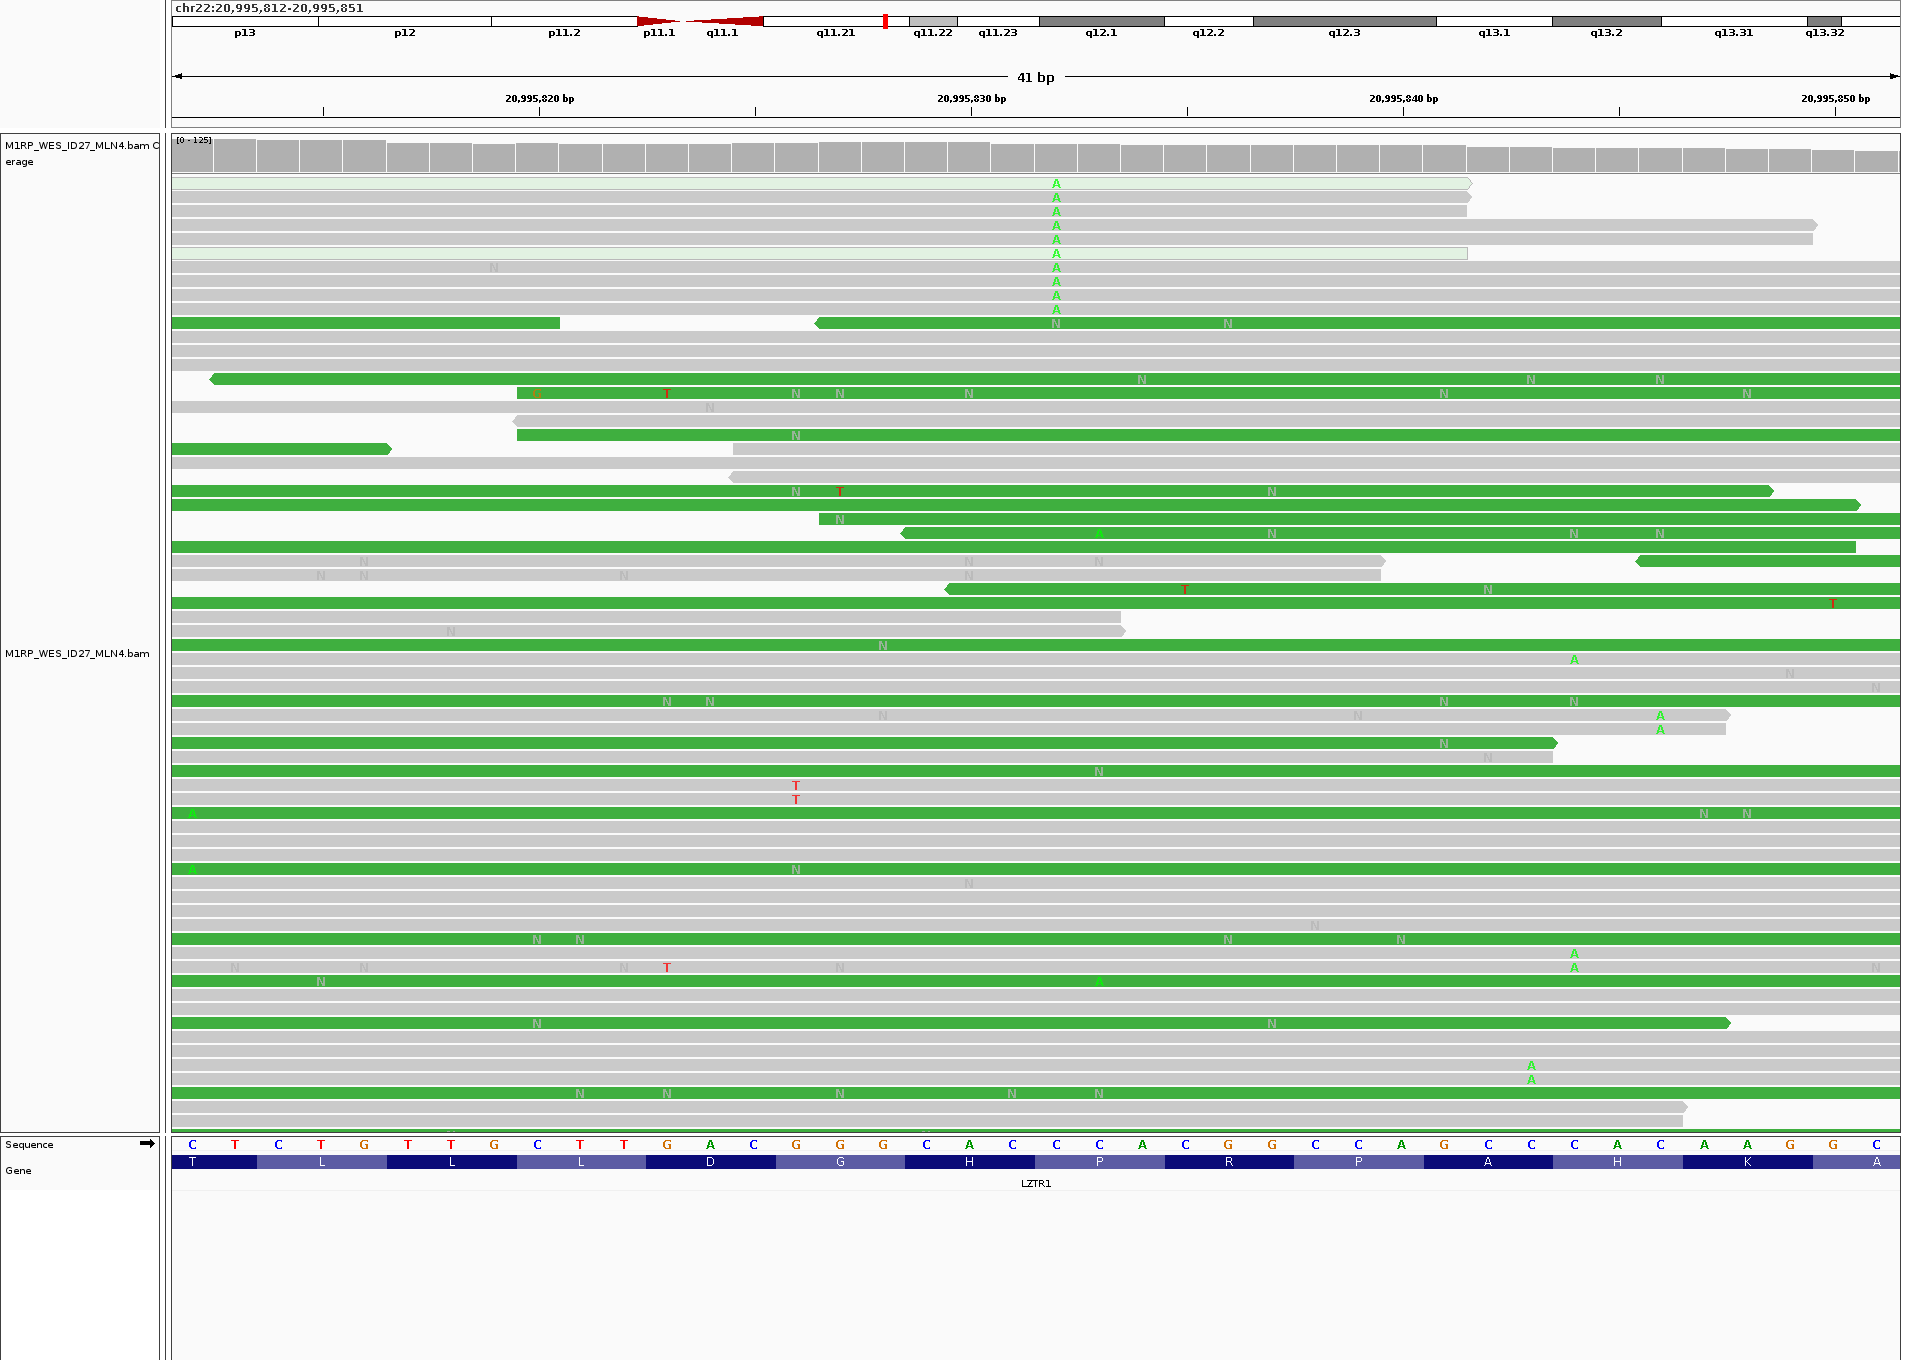 chr22:20,995,812-20,995,851
p13 p12 p11.2 p11.1 q11.1 q11.21 q11.22 q11.23 q12.1 q12.2 q12.3 q13.1 q13.2 q13.31 q13.32
41 bp
20,995,820 bp 20,995,830 bp 20,995,840 bp 20,995,850 bp
M1RP_WES_ID27_MLN4.bam C
erage
[0 - 125]
A
A
A
A
A
A
N A
A
A
A
N N
N N N
T N N N N N
N
N
N T N
N
A N N N
N N N
N N N N
T N
T
N
N
A
N
N
M1RP_WES_ID27_MLN4.bam
N N N N
N N A
A
N
N
N
T
T
A N N
A N
N
N
N N N N
A
N N N T N A N
N A
N N
A
A
N N N N N
Sequence
C T C T G T T G C T T G A C G G G C A C C C A C G G C C A G C C C A C A A G G C
Gene
T L L L D G H P R P A H K A
LZTR1